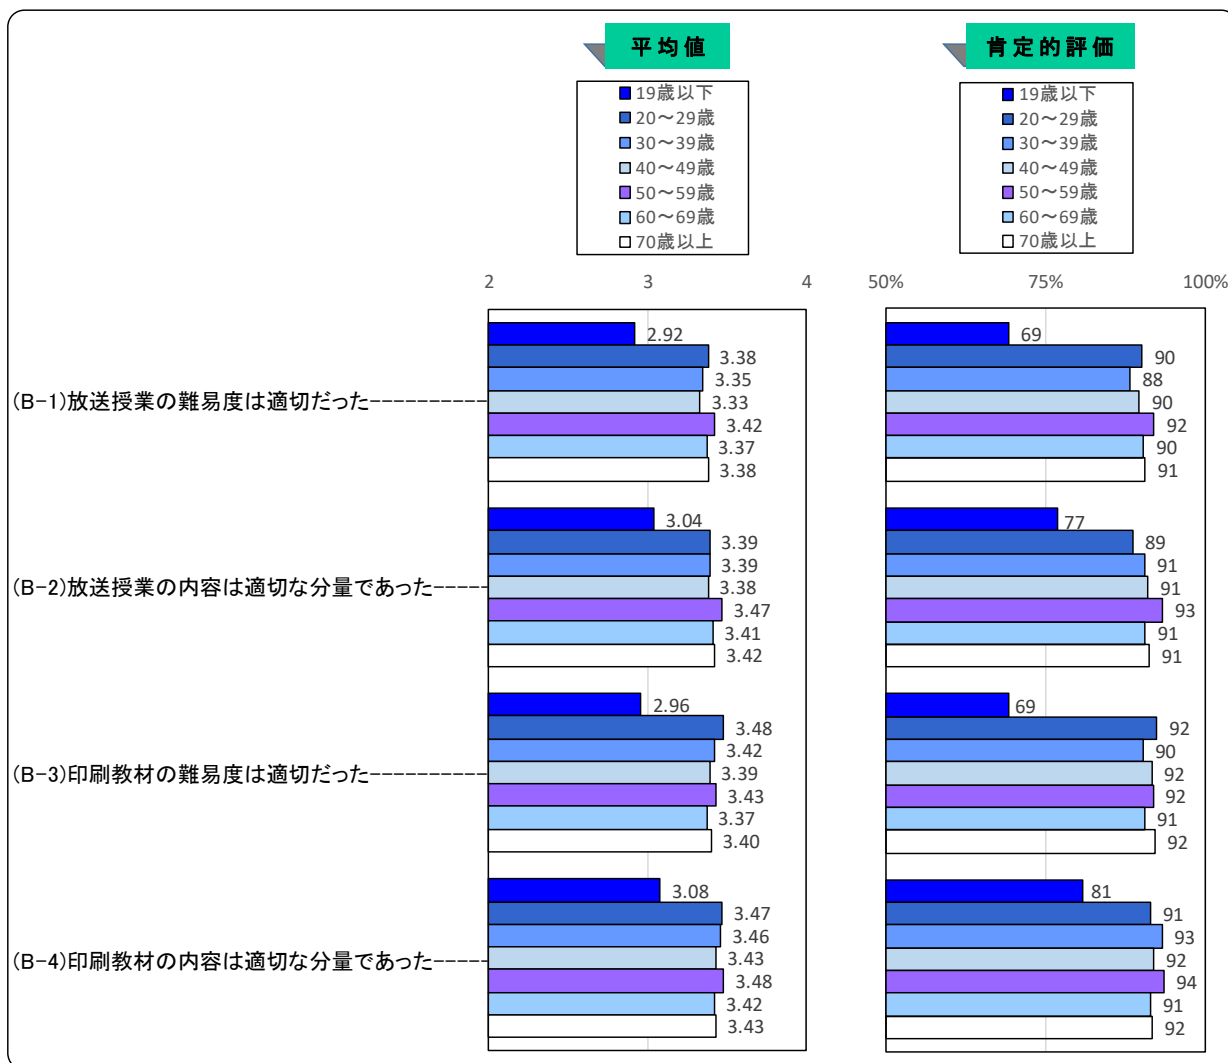 平均値
肯定的評価
19歳以下
20～29歳
30～39歳
40～49歳
50～59歳
60～69歳
70歳以上
19歳以下
20～29歳
30～39歳
40～49歳
50～59歳
60～69歳
70歳以上
2 3 4
50% 75% 100%
(B-1)放送授業の難易度は適切だった
2.92
3.38
3.35
3.33
3.42
3.37
3.38
69
90
88
90
92
90
91
(B-2)放送授業の内容は適切な分量であった
3.04
3.39
3.39
3.38
3.47
3.41
3.42
77
89
91
91
93
91
91
(B-3)印刷教材の難易度は適切だった
2.96
3.48
3.42
3.39
3.43
3.37
3.40
69
92
90
92
92
91
92
(B-4)印刷教材の内容は適切な分量であった
3.08
3.47
3.46
3.43
3.48
3.42
3.43
81
91
93
92
94
91
92